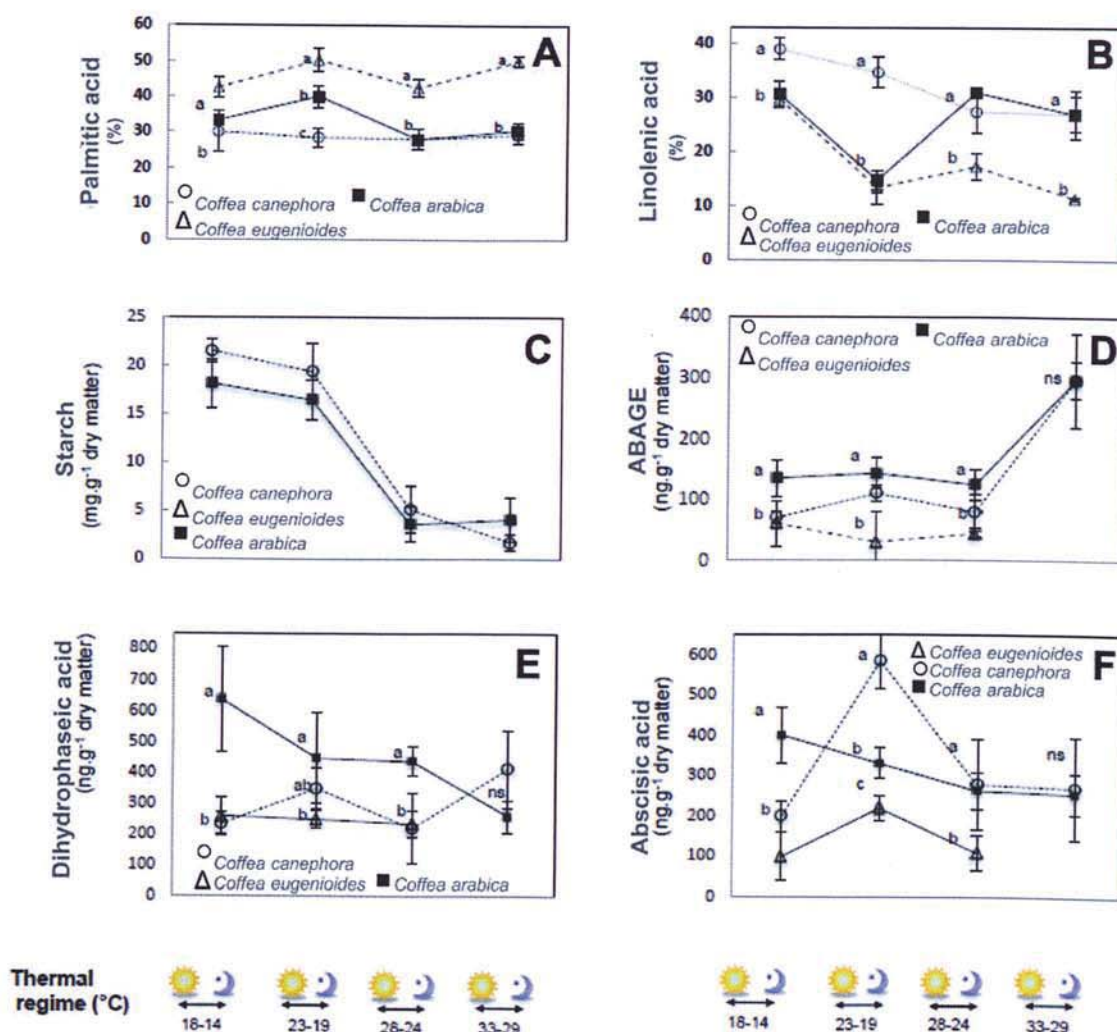 Palmitic acid
(%)
60
50
40
30
20
10
0
A
a
a
a
a
b
b
b
b
c
Coffea canephora
Coffea arabica
Coffea eugenioides
Linolenic acid
(%)
40
30
20
10
0
B
a
a
a
a
b
b
b
b
Coffea canephora
Coffea arabica
Coffea eugenioides
Starch
(mg.g⁻¹ dry matter)
25
20
15
10
5
0
C
Coffea canephora
Coffea eugenioides
Coffea arabica
ABAGE
(ng.g⁻¹ dry matter)
400
300
200
100
0
D
Coffea canephora
Coffea arabica
Coffea eugenioides
a
a
a
ns
b
b
b
Dihydrophaseic acid
(ng.g⁻¹ dry matter)
800
700
600
500
400
300
200
100
0
E
a
a
a
ab
ns
b
b
b
Coffea canephora
Coffea eugenioides
Coffea arabica
Abscisic acid
(ng.g⁻¹ dry matter)
600
500
400
300
200
100
0
F
Coffea eugenioides
Coffea canephora
Coffea arabica
a
a
b
a
ns
b
c
b
Thermal
regime (°C)
18-14
23-19
28-24
33-29
18-14
23-19
28-24
33-29